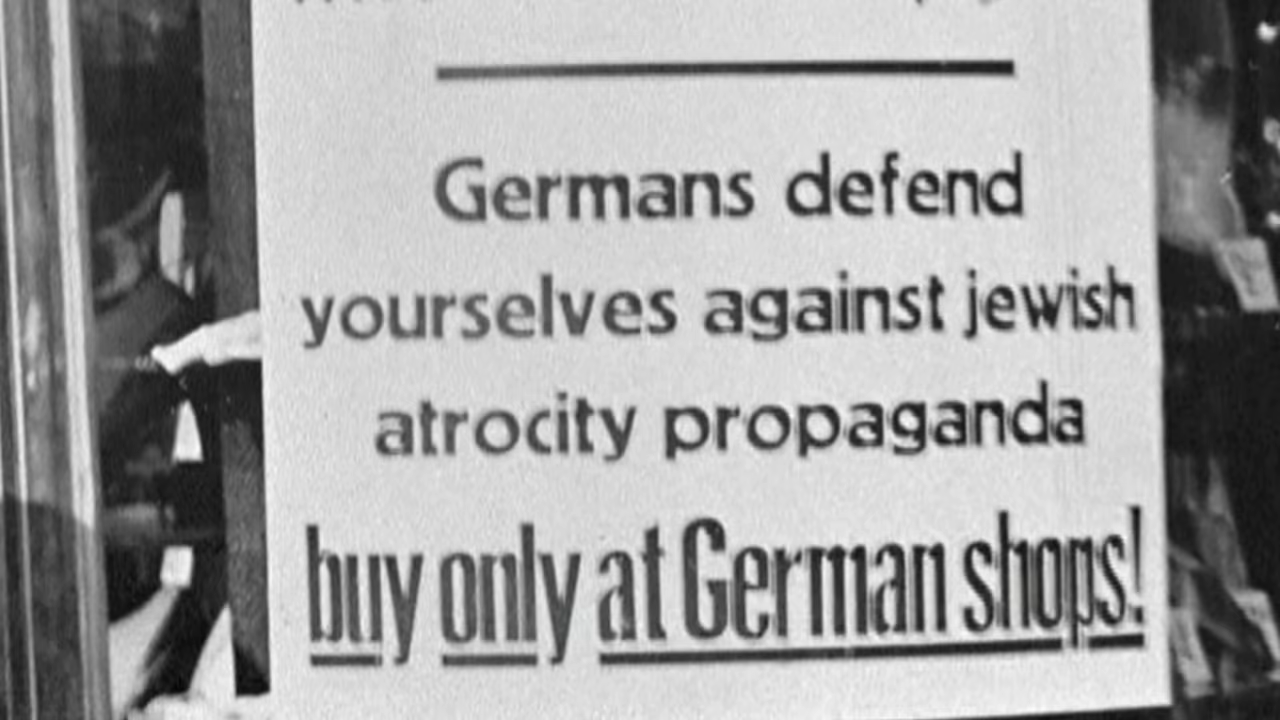 Germans defend
yourselves against jewish
atrocity propaganda
buy only at German shops!